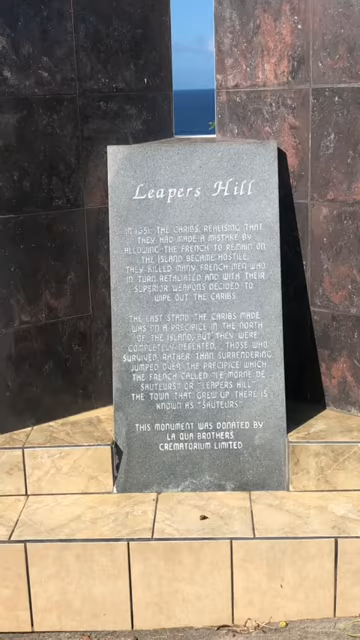 Leapers Hill
IN 1651, THE CARIBS, REALISING THAT
THEY HAD MADE A MISTAKE BY
ALLOWING THE FRENCH TO REMAIN ON
THE ISLAND BECAME HOSTILE.
THEY KILLED MANY FRENCH MEN WHO
IN TURN RETALIATED AND WITH THEIR
SUPERIOR WEAPONS DECIDED TO
WIPE OUT THE CARIBS
THE LAST STAND THE CARIBS MADE
WAS ON A PRECIPICE IN THE NORTH
OF THE ISLAND, BUT THEY WERE
COMPLETELY DEFEATED. THOSE WHO
SURVIVED, RATHER THAN SURRENDERING
JUMPED OVER THE PRECIPICE WHICH
THE FRENCH CALLED "LE MORNE DE
SAUTEURS" OR "LEAPERS HILL"
THE TOWN THAT GREW UP THERE IS
KNOWN AS "SAUTEURS"
THIS MONUMENT WAS DONATED BY
LA QUA BROTHERS
CREMATORIUM LIMITED